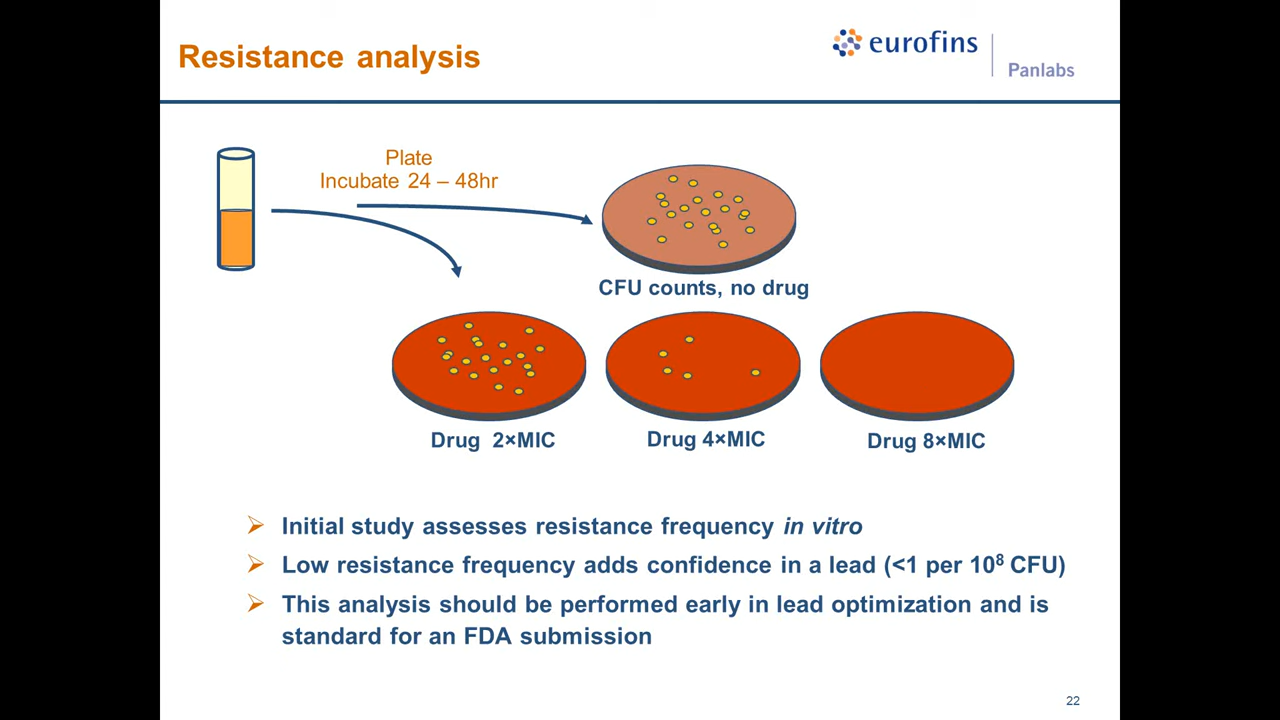 Resistance analysis
eurofins
Panlabs
Plate
Incubate 24 – 48hr
CFU counts, no drug
Drug 2×MIC
Drug 4×MIC
Drug 8×MIC
Initial study assesses resistance frequency in vitro
Low resistance frequency adds confidence in a lead (<1 per 10⁸ CFU)
This analysis should be performed early in lead optimization and is
standard for an FDA submission
22